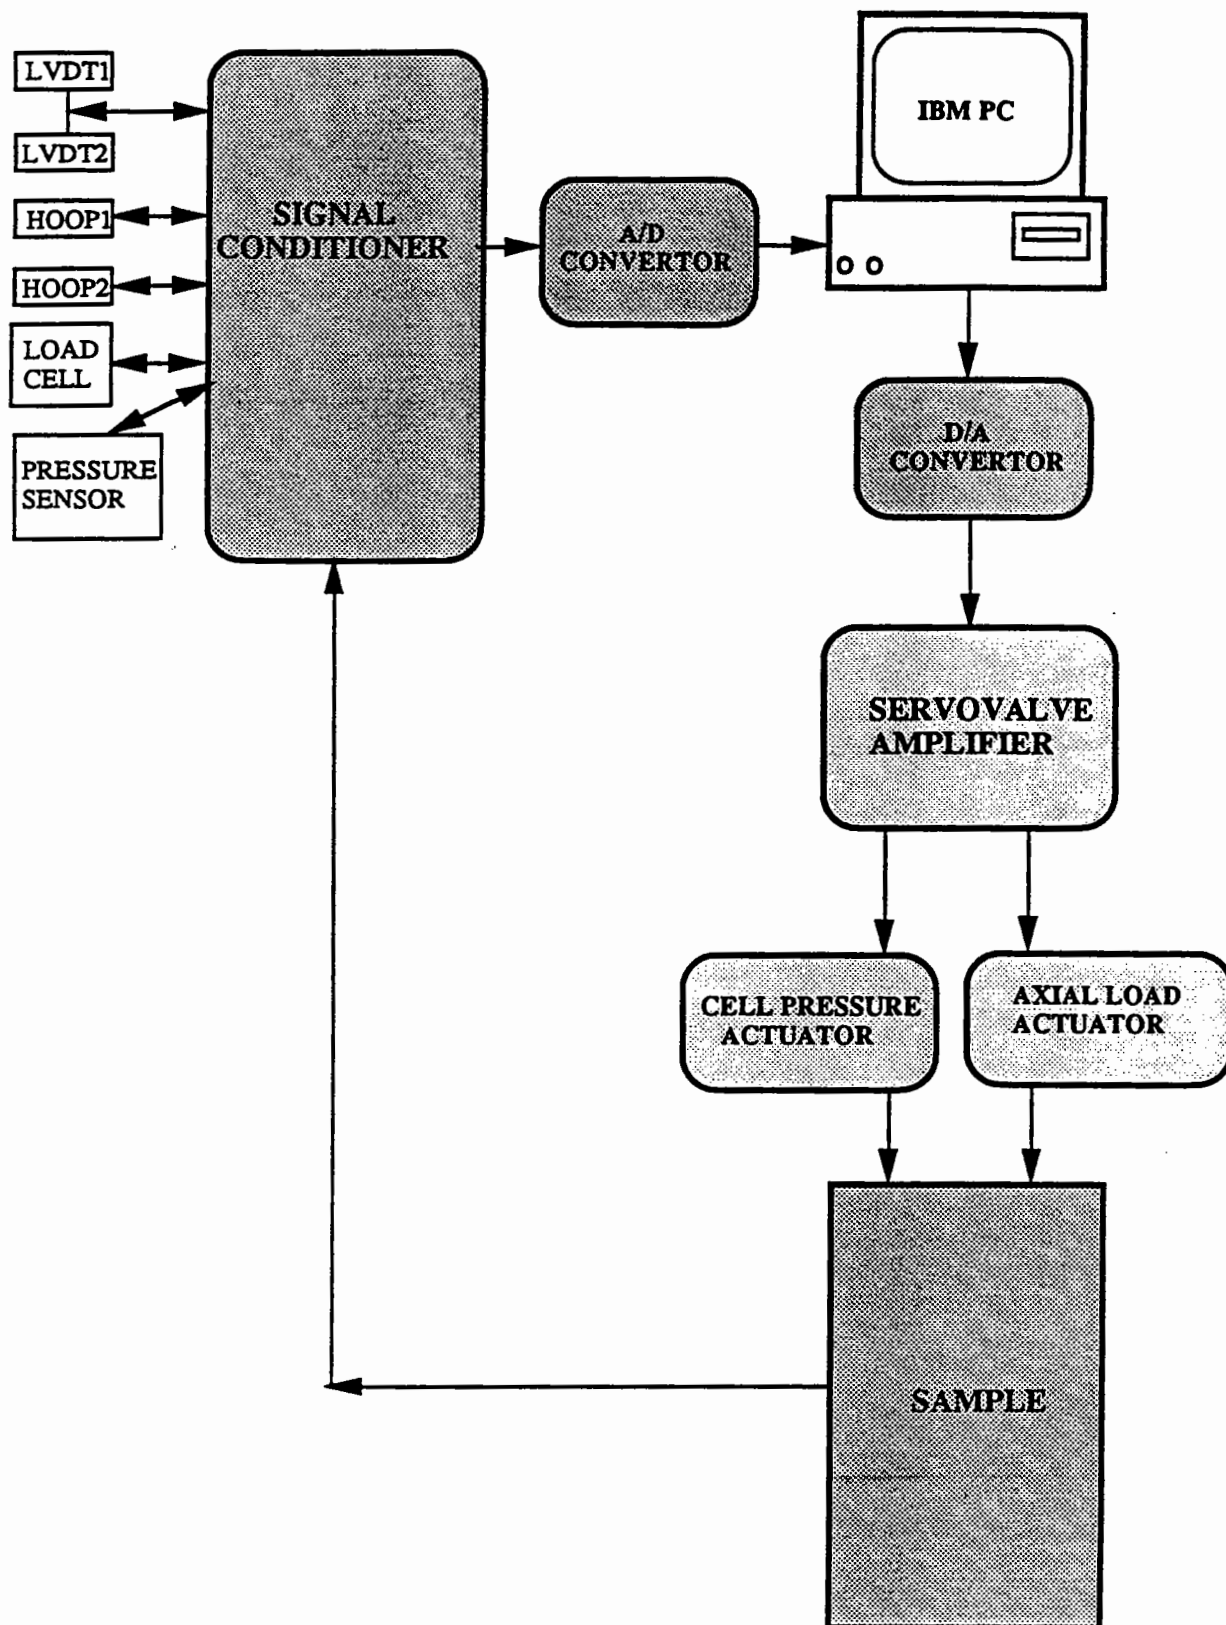 LVDT1
LVDT2
HOOP1
HOOP2
LOAD
CELL
PRESSURE
SENSOR
SIGNAL
CONDITIONER
A/D
CONVERTOR
IBM PC
D/A
CONVERTOR
SERVOVALVE
AMPLIFIER
CELL PRESSURE
ACTUATOR
AXIAL LOAD
ACTUATOR
SAMPLE